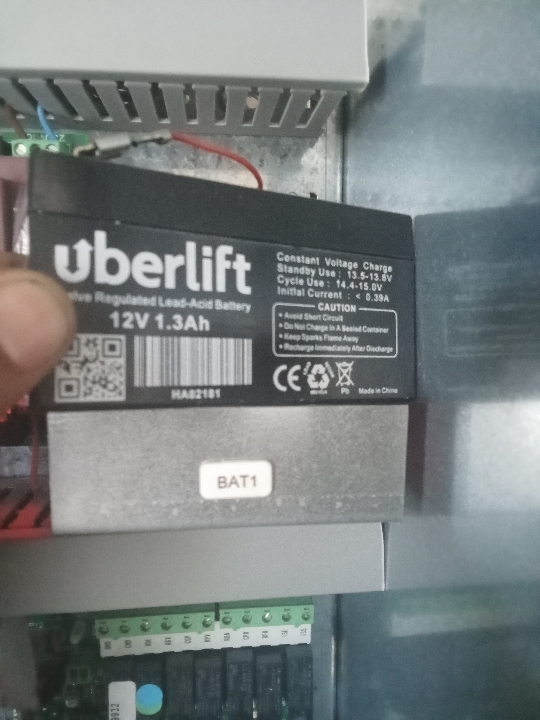 uberlift
Valve Regulated Lead-Acid Battery
12V 1.3Ah
HA82181
Constant Voltage Charge
Standby Use : 13.5-13.8V
Cycle Use : 14.4-15.0V
Initial Current : < 0.39A
CAUTION
• Avoid Short Circuit
• Do Not Charge In A Sealed Container
• Keep Sparks Flame Away
• Recharge Immediately After Discharge
CE
Pb
Made in China
BAT1